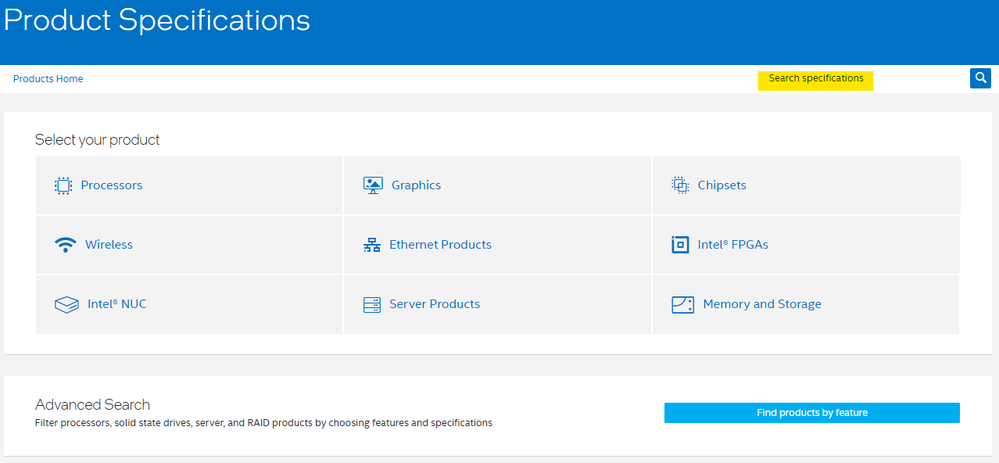 Product Specifications
Products Home
Search specifications
Select your product
Processors
Graphics
Chipsets
Wireless
Ethernet Products
Intel® FPGAs
Intel® NUC
Server Products
Memory and Storage
Advanced Search
Filter processors, solid state drives, server, and RAID products by choosing features and specifications
Find products by feature